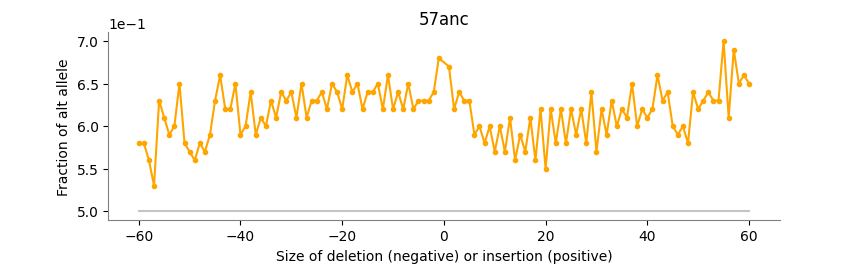 57anc
1e−1
7.0
6.5
6.0
5.5
5.0
Fraction of alt allele
−60 −40 −20 0 20 40 60
Size of deletion (negative) or insertion (positive)